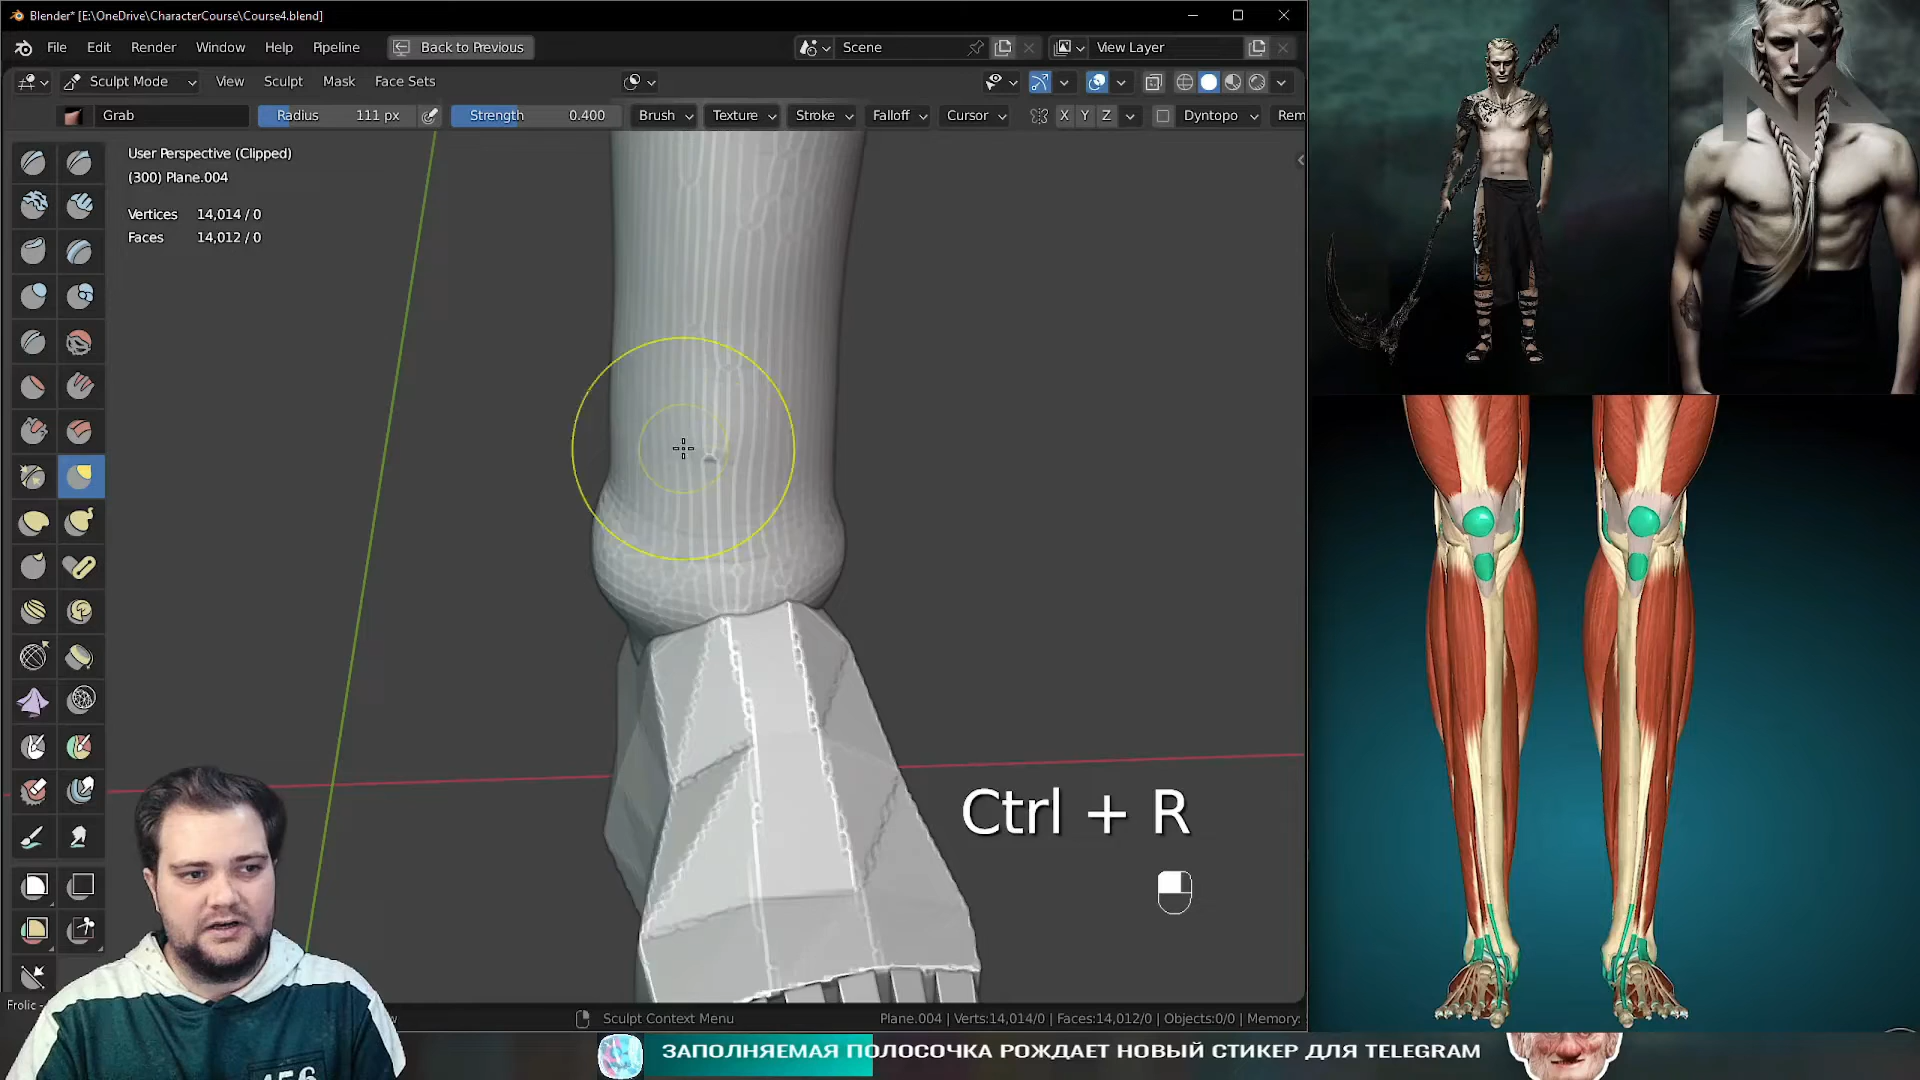 Blender* [E:\OneDrive\CharacterCourse\Course4.blend]
File Edit Render Window Help Pipeline Back to Previous Scene View Layer
Sculpt Mode View Sculpt Mask Face Sets
Grab Radius 111 px Strength 0.400 Brush Texture Stroke Falloff Cursor X Y Z Dyntopo Rem
User Perspective (Clipped)
(300) Plane.004
Vertices 14,014 / 0
Faces 14,012 / 0
Ctrl + R
Frolic -
Sculpt Context Menu Plane.004 | Verts:14,014/0 | Faces:14,012/0 | Objects:0/0 | Memory:
ЗАПОЛНЯЕМАЯ ПОЛОСОЧКА РОЖДАЕТ НОВЫЙ СТИКЕР ДЛЯ TELEGRAM
456